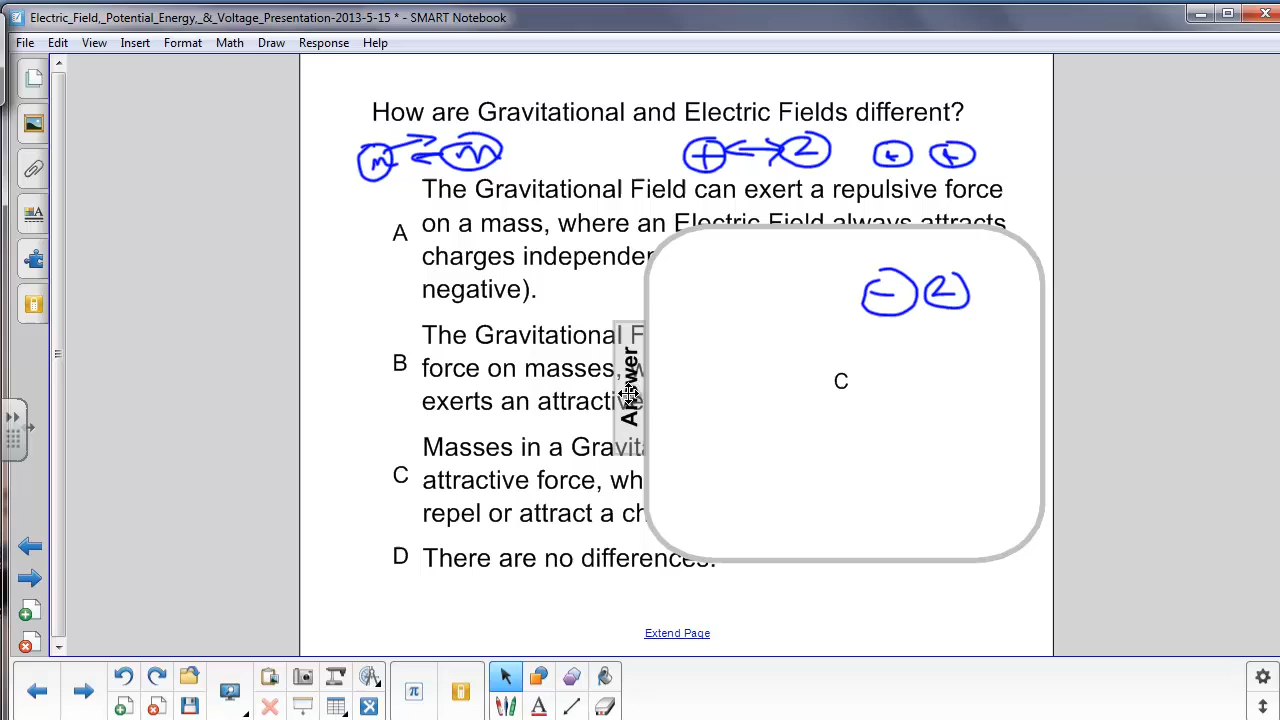 Electric_Field,_Potential_Energy,_&_Voltage_Presentation-2013-5-15 * - SMART Notebook
File Edit View Insert Format Math Draw Response Help
How are Gravitational and Electric Fields different?
m m + + +
A
The Gravitational Field can exert a repulsive force
on a mass, where an Electric Field always attracts
charges independen
negative).
B
The Gravitational F
force on masses, w
exerts an attractiv
C
Masses in a Gravita
attractive force, wh
repel or attract a ch
D There are no differences.
Answer
-
C
Extend Page
π
A